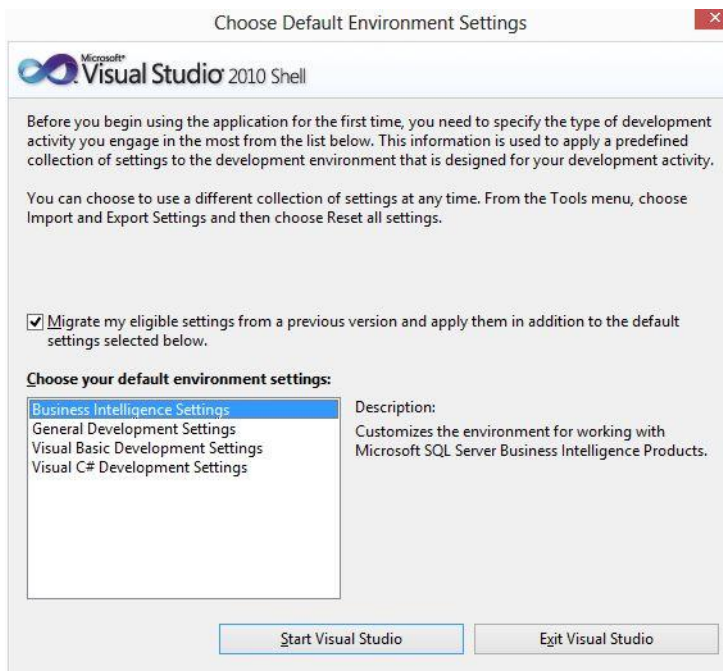 Choose Default Environment Settings
Microsoft®
Visual Studio 2010 Shell
Before you begin using the application for the first time, you need to specify the type of development
activity you engage in the most from the list below. This information is used to apply a predefined
collection of settings to the development environment that is designed for your development activity.
You can choose to use a different collection of settings at any time. From the Tools menu, choose
Import and Export Settings and then choose Reset all settings.
Migrate my eligible settings from a previous version and apply them in addition to the default
settings selected below.
Choose your default environment settings:
Business Intelligence Settings
General Development Settings
Visual Basic Development Settings
Visual C# Development Settings
Description:
Customizes the environment for working with
Microsoft SQL Server Business Intelligence Products.
Start Visual Studio
Exit Visual Studio